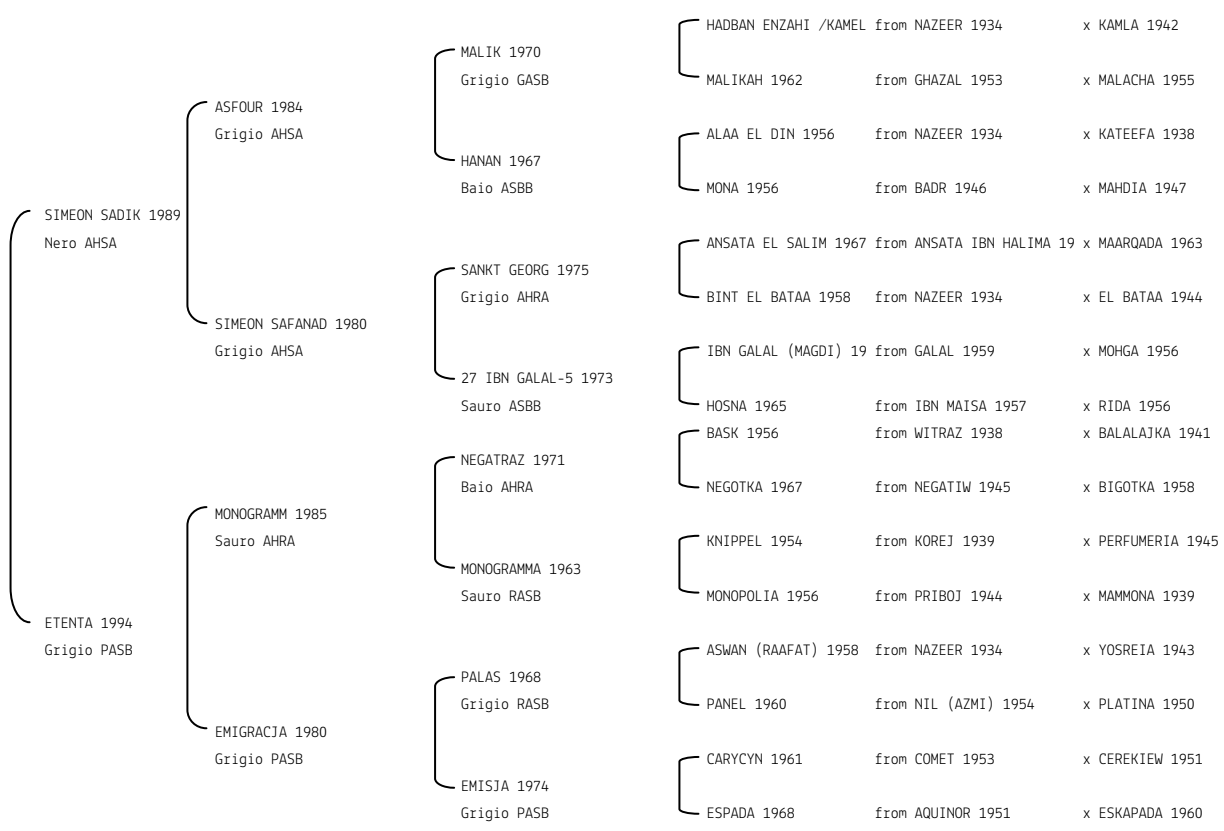 HADBAN ENZAHI /KAMEL from NAZEER 1934 x KAMLA 1942
MALIK 1970
Grigio GASB
MALIKAH 1962 from GHAZAL 1953 x MALACHA 1955
ASFOUR 1984
Grigio AHSA
ALAA EL DIN 1956 from NAZEER 1934 x KATEEFA 1938
HANAN 1967
Baio ASBB
MONA 1956 from BADR 1946 x MAHDIA 1947
SIMEON SADIK 1989
Nero AHSA
ANSATA EL SALIM 1967 from ANSATA IBN HALIMA 19 x MAARQADA 1963
SANKT GEORG 1975
Grigio AHRA
BINT EL BATAA 1958 from NAZEER 1934 x EL BATAA 1944
SIMEON SAFANAD 1980
Grigio AHSA
IBN GALAL (MAGDI) 19 from GALAL 1959 x MOHGA 1956
27 IBN GALAL-5 1973
Sauro ASBB
HOSNA 1965 from IBN MAISA 1957 x RIDA 1956
BASK 1956 from WITRAZ 1938 x BALALAJKA 1941
NEGATRAZ 1971
Baio AHRA
NEGOTKA 1967 from NEGATIW 1945 x BIGOTKA 1958
MONOGRAMM 1985
Sauro AHRA
KNIPPEL 1954 from KOREJ 1939 x PERFUMERIA 1945
MONOGRAMMA 1963
Sauro RASB
MONOPOLIA 1956 from PRIBOJ 1944 x MAMMONA 1939
ETENTA 1994
Grigio PASB
ASWAN (RAAFAT) 1958 from NAZEER 1934 x YOSREIA 1943
PALAS 1968
Grigio RASB
PANEL 1960 from NIL (AZMI) 1954 x PLATINA 1950
EMIGRACJA 1980
Grigio PASB
CARYCYN 1961 from COMET 1953 x CEREKIEW 1951
EMISJA 1974
Grigio PASB
ESPADA 1968 from AQUINOR 1951 x ESKAPADA 1960